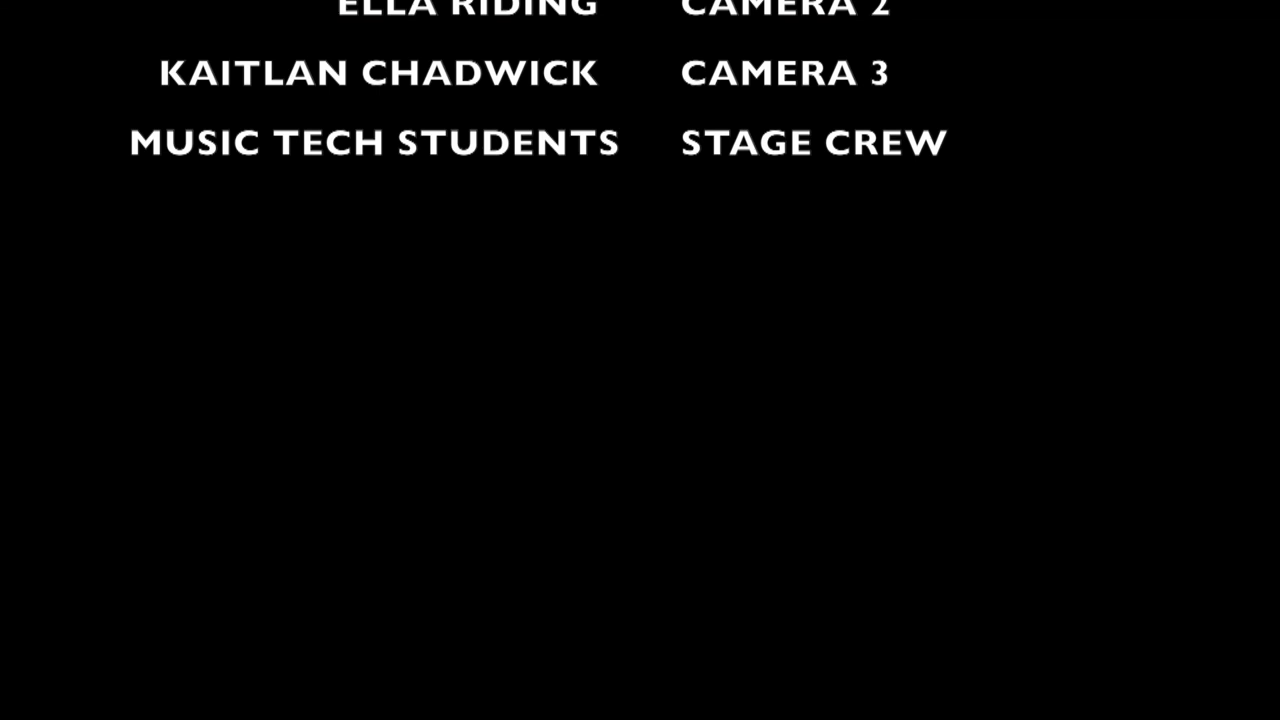 ELLA RIDING CAMERA 2
KAITLAN CHADWICK CAMERA 3
MUSIC TECH STUDENTS STAGE CREW